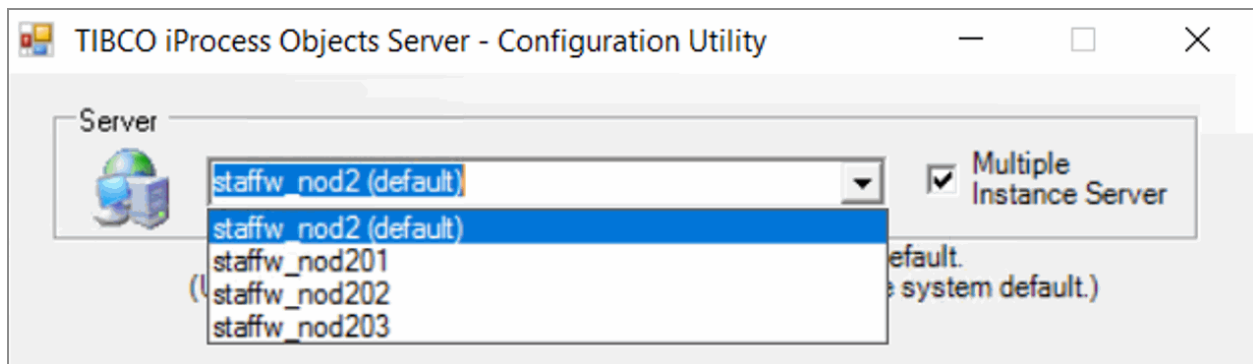 TIBCO iProcess Objects Server - Configuration Utility
Server
staffw_nod2 (default)
Multiple
Instance Server
staffw_nod2 (default)
staffw_nod201
staffw_nod202
staffw_nod203
system default.)